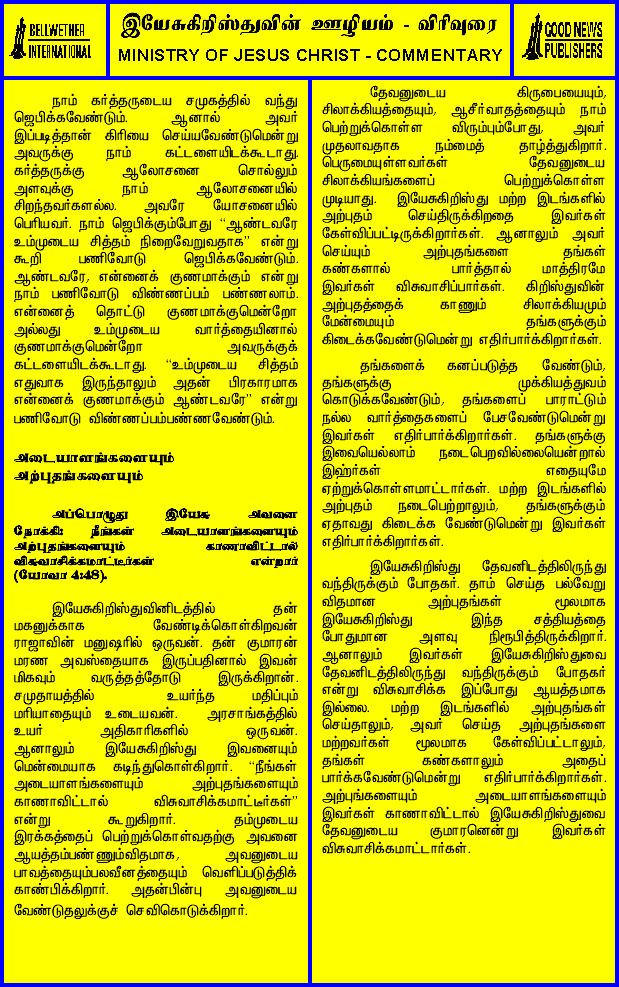 BELLWETHER
INTERNATIONAL
இயேசுகிறிஸ்துவின் ஊழியம் - விரிவுரை
MINISTRY OF JESUS CHRIST - COMMENTARY
GOOD NEWS
PUBLISHERS
நாம் கர்த்தருடைய சமுகத்தில் வந்து
ஜெபிக்கவேண்டும். ஆனால் அவர்
இப்படித்தான் கிரியை செய்யவேண்டுமென்று
அவருக்கு நாம் கட்டளையிடக்கூடாது.
கர்த்தருக்கு ஆலோசனை சொல்லும்
அளவுக்கு நாம் ஆலோசனையில்
சிறந்தவர்களல்ல. அவரே யோசனையில்
பெரியவர். நாம் ஜெபிக்கும்போது “ஆண்டவரே
உம்முடைய சித்தம் நிறைவேறுவதாக” என்று
கூறி பணிவோடு ஜெபிக்கவேண்டும்.
ஆண்டவரே, என்னைக் குணமாக்கும் என்று
நாம் பணிவோடு விண்ணப்பம் பண்ணலாம்.
என்னைத் தொட்டு குணமாக்குமென்றோ
அல்லது உம்முடைய வார்த்தையினால்
குணமாக்குமென்றோ அவருக்குக்
கட்டளையிடக்கூடாது. “உம்முடைய சித்தம்
எதுவாக இருந்தாலும் அதன் பிரகாரமாக
என்னைக் குணமாக்கும் ஆண்டவரே” என்று
பணிவோடு விண்ணப்பம்பண்ணவேண்டும்.
அடையாளங்களையும்
அற்புதங்களையும்
அப்பொழுது இயேசு அவனை
நோக்கி: நீங்கள் அடையாளங்களையும்
அற்புதங்களையும் காணாவிட்டால்
விசுவாசிக்கமாட்டீர்கள் என்றார்
(யோவா 4:48).
இயேசுகிறிஸ்துவினிடத்தில் தன்
மகனுக்காக வேண்டிக்கொள்கிறவன்
ராஜாவின் மனுஷரில் ஒருவன். தன் குமாரன்
மரண அவஸ்தையாக இருப்பதினால் இவன்
மிகவும் வருத்தத்தோடு இருக்கிறான்.
சமுதாயத்தில் உயர்ந்த மதிப்பும்
மரியாதையும் உடையவன். அரசாங்கத்தில்
உயர் அதிகாரிகளில் ஒருவன்.
ஆனாலும் இயேசுகிறிஸ்து இவனையும்
மென்மையாக கடிந்துகொள்கிறார். “நீங்கள்
அடையாளங்களையும் அற்புதங்களையும்
காணாவிட்டால் விசுவாசிக்கமாட்டீர்கள்”
என்று கூறுகிறார். தம்முடைய
இரக்கத்தைப் பெற்றுக்கொள்வதற்கு அவனை
ஆயத்தம்பண்ணும்விதமாக, அவனுடைய
பாவத்தையும்பலவீனத்தையும் வெளிப்படுத்திக்
காண்பிக்கிறார். அதன்பின்பு அவனுடைய
வேண்டுதலுக்குச் செவிகொடுக்கிறார்.
தேவனுடைய கிருபையையும்,
சிலாக்கியத்தையும், ஆசீர்வாதத்தையும் நாம்
பெற்றுக்கொள்ள விரும்பும்போது, அவர்
முதலாவதாக நம்மைத் தாழ்த்துகிறார்.
பெருமையுள்ளவர்கள் தேவனுடைய
சிலாக்கியங்களைப் பெற்றுக்கொள்ள
முடியாது. இயேசுகிறிஸ்து மற்ற இடங்களில்
அற்புதம் செய்திருக்கிறதை இவர்கள்
கேள்விப்பட்டிருக்கிறார்கள். ஆனாலும் அவர்
செய்யும் அற்புதங்களை தங்கள்
கண்களால் பார்த்தால் மாத்திரமே
இவர்கள் விசுவாசிப்பார்கள். கிறிஸ்துவின்
அற்புதத்தைக் காணும் சிலாக்கியமும்
மேன்மையும் தங்களுக்கும்
கிடைக்கவேண்டுமென்று எதிர்பார்க்கிறார்கள்.
தங்களைக் கனப்படுத்த வேண்டும்,
தங்களுக்கு முக்கியத்துவம்
கொடுக்கவேண்டும், தங்களைப் பாராட்டும்
நல்ல வார்த்தைகளைப் பேசவேண்டுமென்று
இவர்கள் எதிர்பார்க்கிறார்கள். தங்களுக்கு
இவையெல்லாம் நடைபெறவில்லையென்றால்
இஹ்ர்கள் எதையுமே
ஏற்றுக்கொள்ளமாட்டார்கள். மற்ற இடங்களில்
அற்புதம் நடைபெற்றாலும், தங்களுக்கும்
ஏதாவது கிடைக்க வேண்டுமென்று இவர்கள்
எதிர்பார்க்கிறார்கள்.
இயேசுகிறிஸ்து தேவனிடத்திலிருந்து
வந்திருக்கும் போதகர். தாம் செய்த பல்வேறு
விதமான அற்புதங்கள் மூலமாக
இயேசுகிறிஸ்து இந்த சத்தியத்தை
போதுமான அளவு நிரூபித்திருக்கிறார்.
ஆனாலும் இவர்கள் இயேசுகிறிஸ்துவை
தேவனிடத்திலிருந்து வந்திருக்கும் போதகர்
என்று விசுவாசிக்க இப்போது ஆயத்தமாக
இல்லை. மற்ற இடங்களில் அற்புதங்கள்
செய்தாலும், அவர் செய்த அற்புதங்களை
மற்றவர்கள் மூலமாக கேள்விப்பட்டாலும்,
தங்கள் கண்களாலும் அதைப்
பார்க்கவேண்டுமென்று எதிர்பார்க்கிறார்கள்.
அற்புங்களையும் அடையாளங்களையும்
இவர்கள் காணாவிட்டால் இயேசுகிறிஸ்துவை
தேவனுடைய குமாரனென்று இவர்கள்
விசுவாசிக்கமாட்டார்கள்.